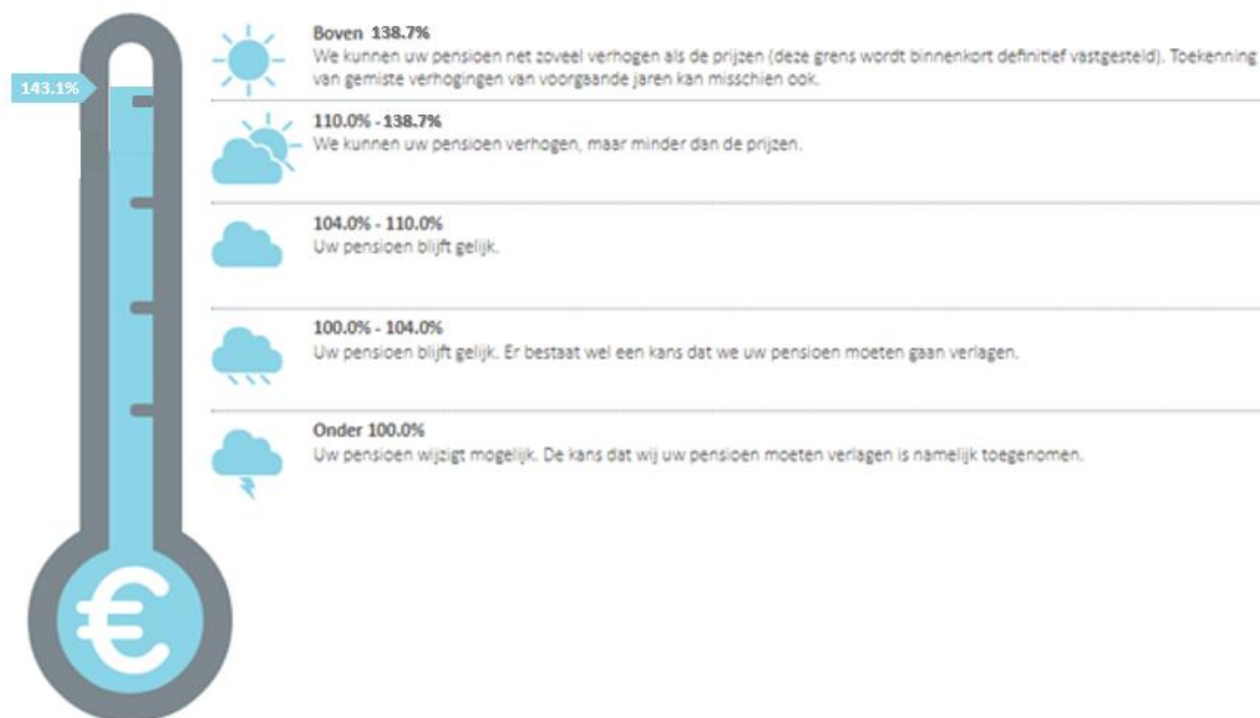 Boven 138.7%
We kunnen uw pensioen net zoveel verhogen als de prijzen (deze grens wordt binnenkort definitief vastgesteld). Toekenning
van gemiste verhogingen van voorgaande jaren kan misschien ook.
143.1%
110.0% - 138.7%
We kunnen uw pensioen verhogen, maar minder dan de prijzen.
104.0% - 110.0%
Uw pensioen blijft gelijk.
100.0% - 104.0%
Uw pensioen blijft gelijk. Er bestaat wel een kans dat we uw pensioen moeten gaan verlagen.
Onder 100.0%
Uw pensioen wijzigt mogelijk. De kans dat wij uw pensioen moeten verlagen is namelijk toegenomen.
€